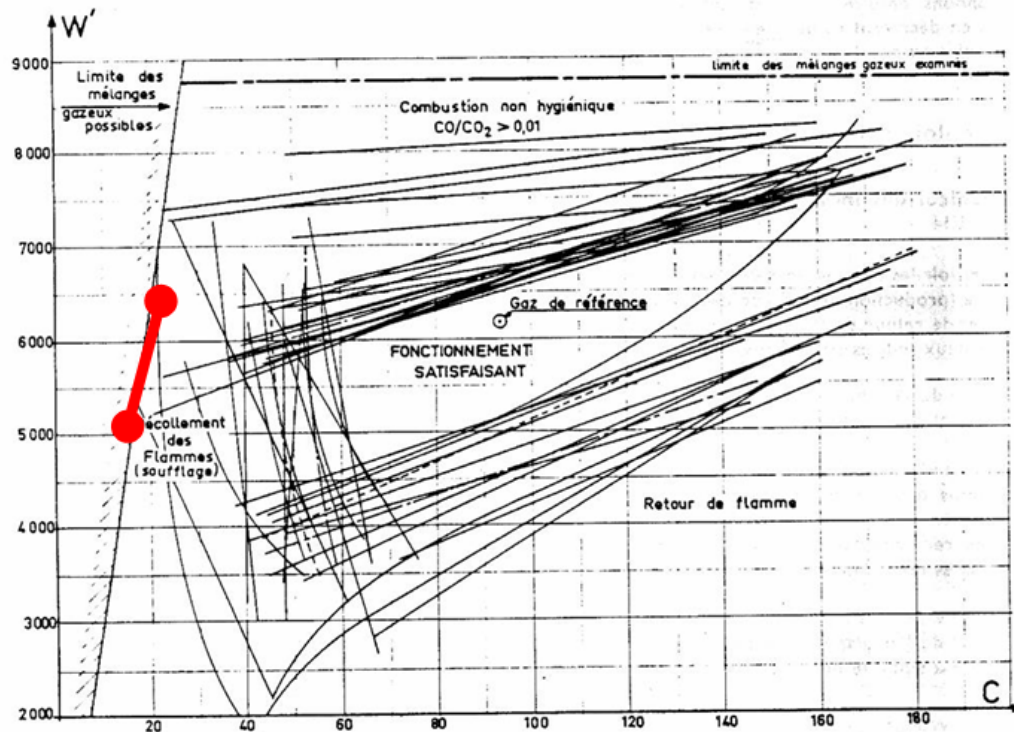 W'
9000
8000
7000
6000
5000
4000
3000
2000
Limite des
mélanges
gazeux
possibles
limite des mélanges gazeux examinés
Combustion non hygiénique
CO/CO₂ > 0,01
Gaz de référence
FONCTIONNEMENT
SATISFAISANT
écollement
des
Flammes
(soufflage)
Retour de flamme
C
20 40 60 80 100 120 140 160 180